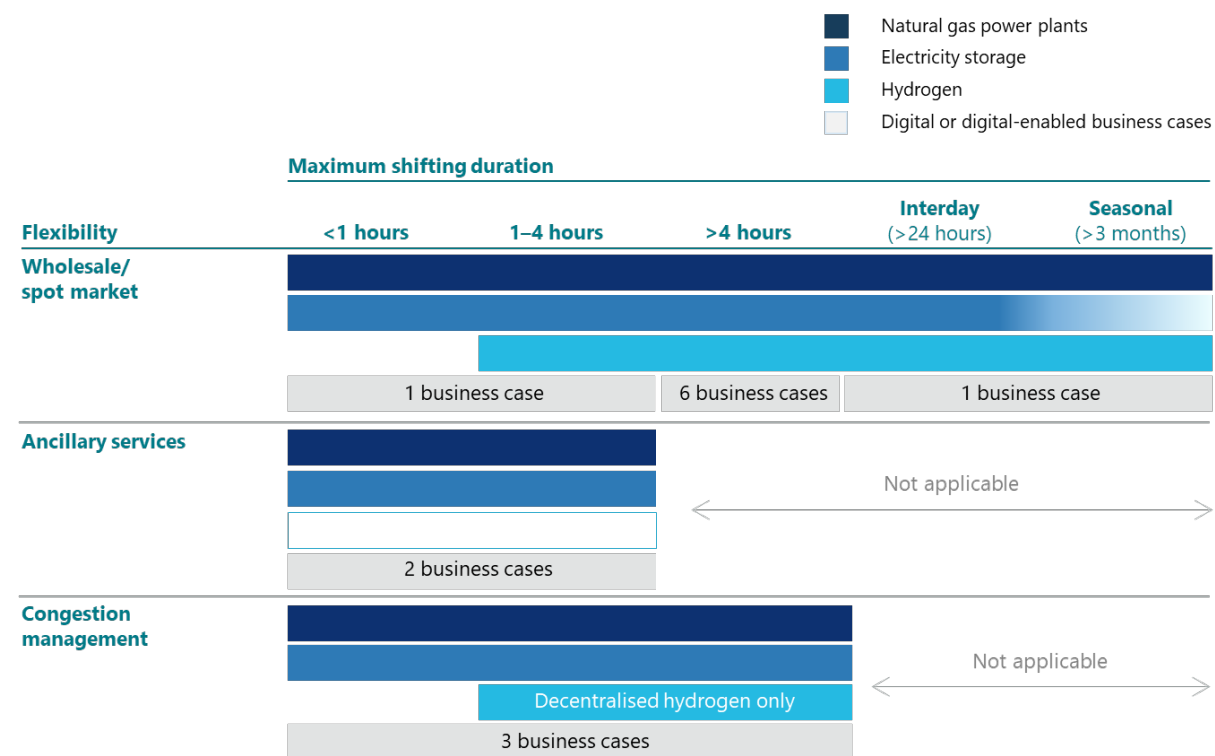 Natural gas power plants
Electricity storage
Hydrogen
Digital or digital-enabled business cases
Maximum shifting duration
Flexibility
<1 hours
1–4 hours
>4 hours
Interday
(>24 hours)
Seasonal
(>3 months)
Wholesale/
spot market
1 business case
6 business cases
1 business case
Ancillary services
Not applicable
2 business cases
Congestion
management
Not applicable
Decentralised hydrogen only
3 business cases